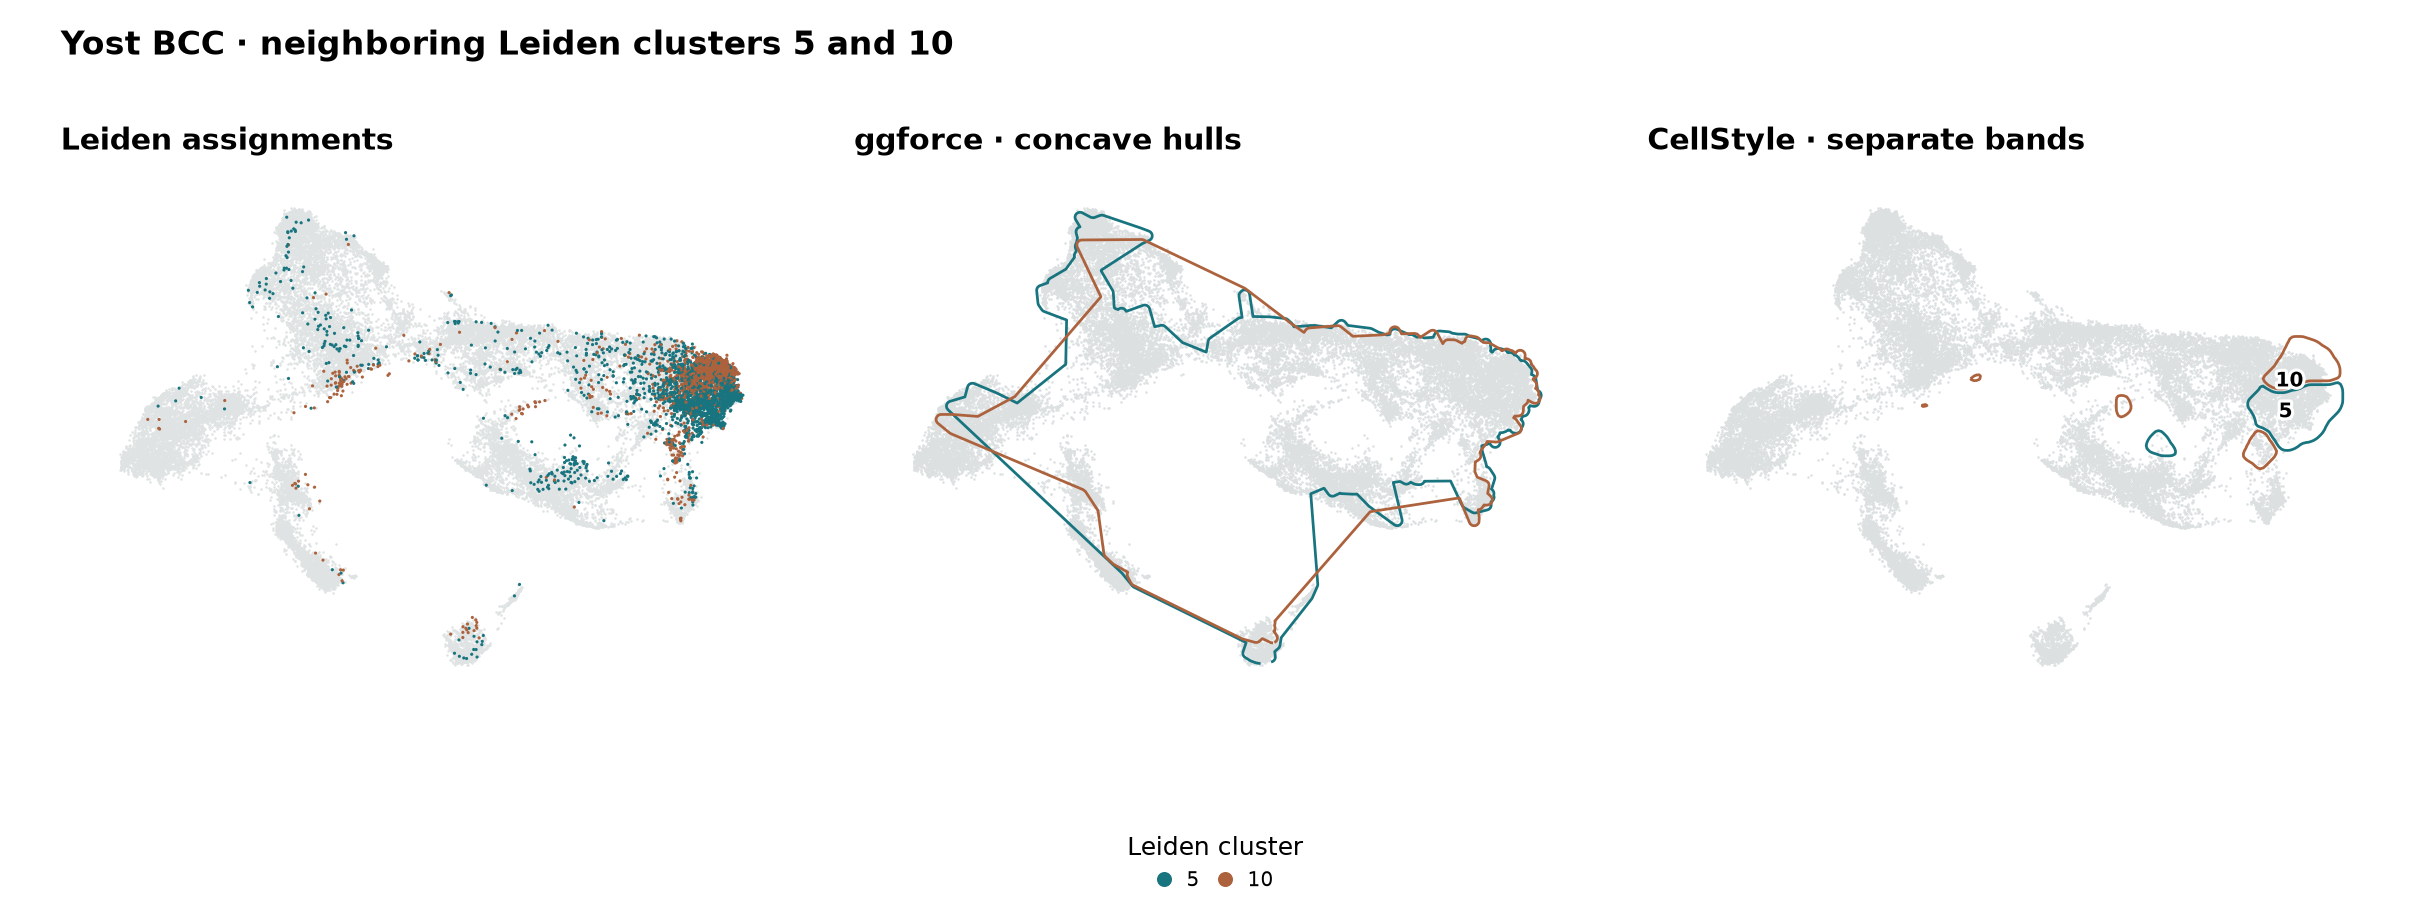 Yost BCC · neighboring Leiden clusters 5 and 10
Leiden assignments
ggforce · concave hulls
CellStyle · separate bands
10
5
Leiden cluster
5 10